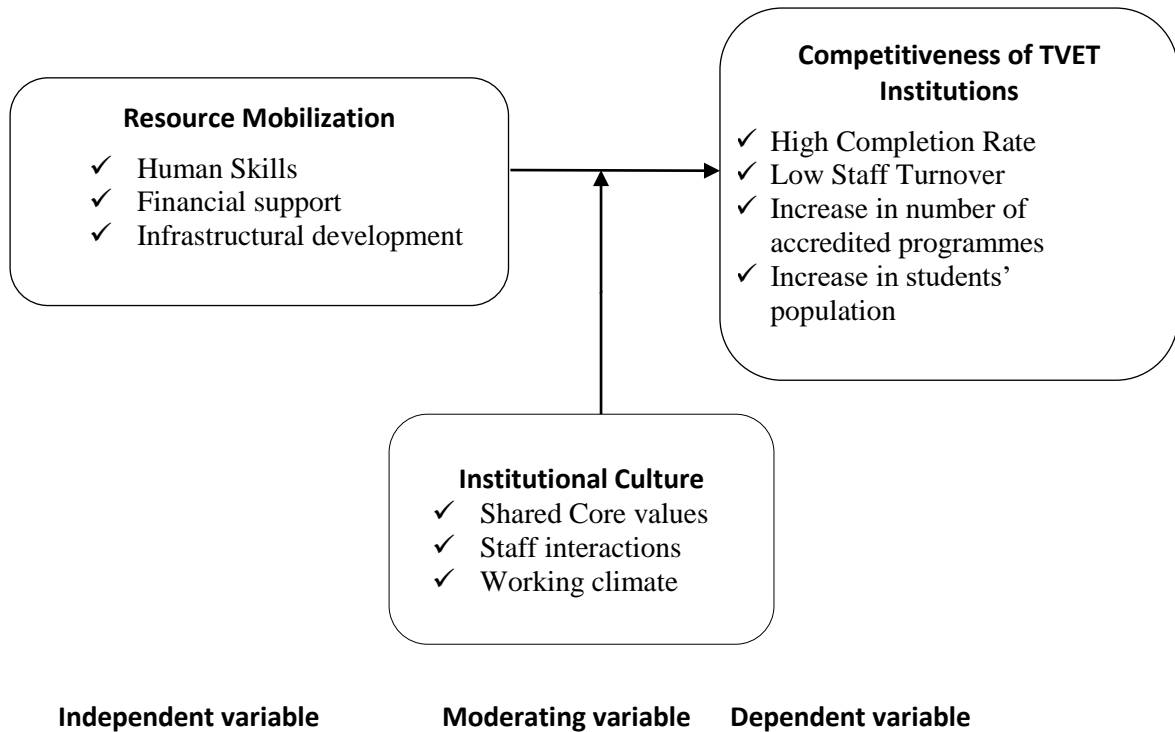 Resource Mobilization
✓ Human Skills
✓ Financial support
✓ Infrastructural development
Competitiveness of TVET
Institutions
✓ High Completion Rate
✓ Low Staff Turnover
✓ Increase in number of
accredited programmes
✓ Increase in students’
population
Institutional Culture
✓ Shared Core values
✓ Staff interactions
✓ Working climate
Independent variable Moderating variable Dependent variable